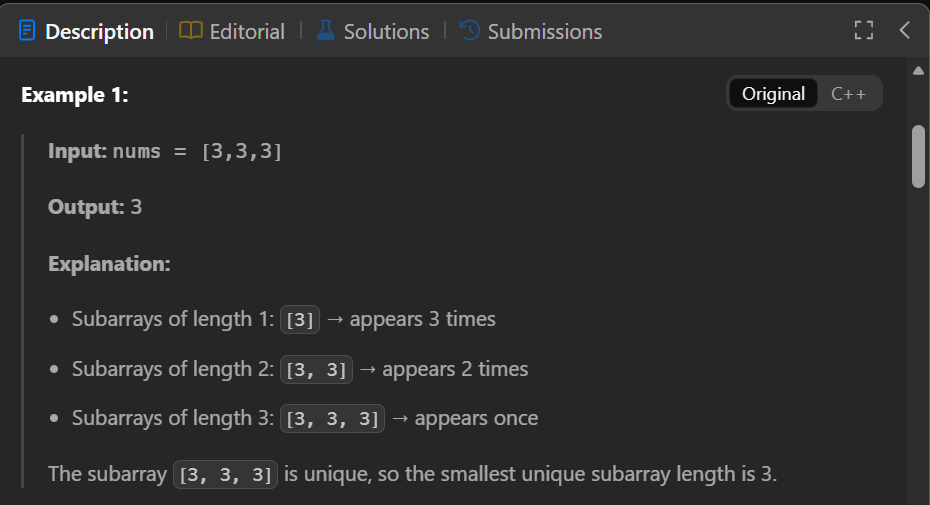 Description | Editorial | Solutions | Submissions
Example 1:
Original C++
Input: nums = [3,3,3]
Output: 3
Explanation:
• Subarrays of length 1: [3] → appears 3 times
• Subarrays of length 2: [3, 3] → appears 2 times
• Subarrays of length 3: [3, 3, 3] → appears once
The subarray [3, 3, 3] is unique, so the smallest unique subarray length is 3.